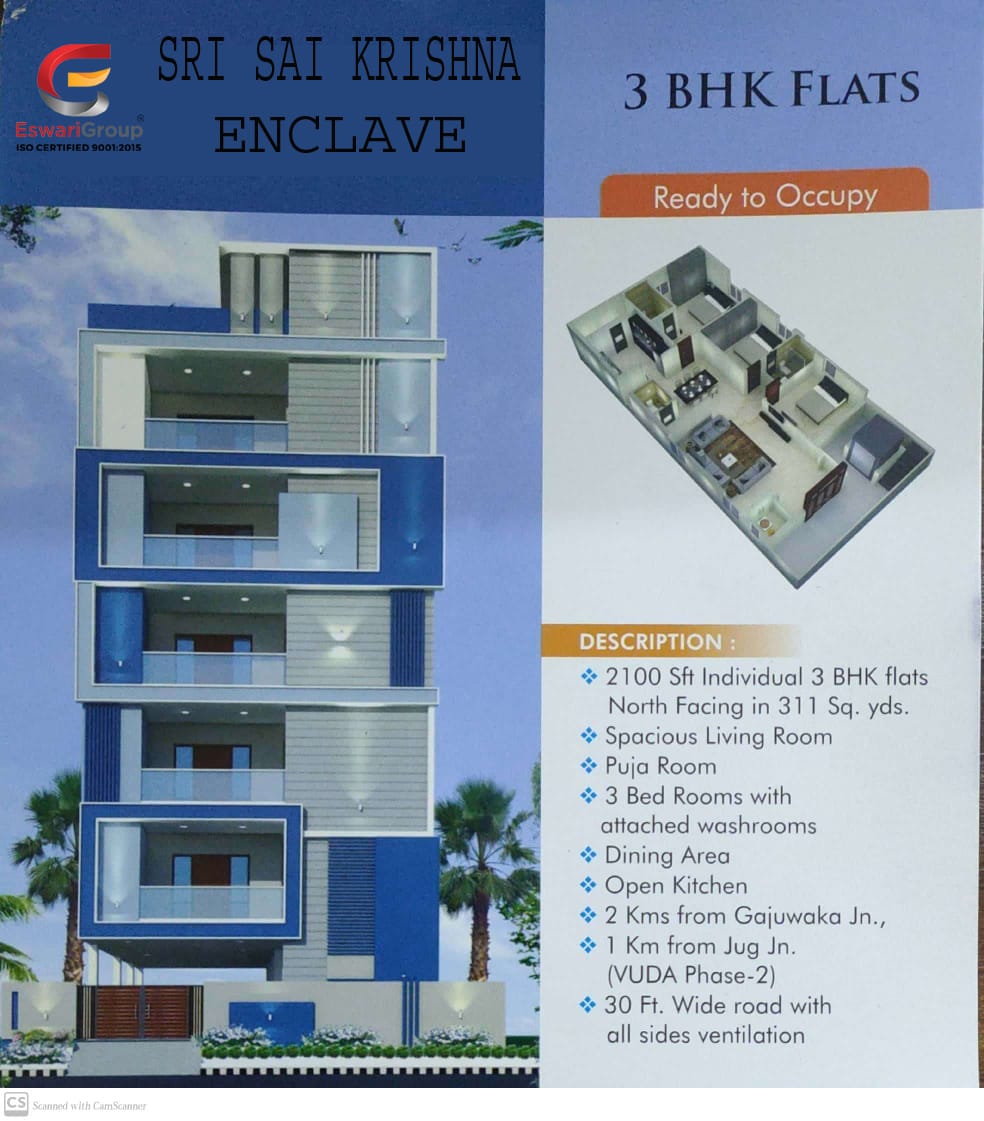 SRI SAI KRISHNA
ENCLAVE
EswariGroup®
ISO CERTIFIED 9001:2015
3 BHK FLATS
Ready to Occupy
DESCRIPTION :
❖ 2100 Sft Individual 3 BHK flats
North Facing in 311 Sq. yds.
❖ Spacious Living Room
❖ Puja Room
❖ 3 Bed Rooms with
attached washrooms
❖ Dining Area
❖ Open Kitchen
❖ 2 Kms from Gajuwaka Jn.,
❖ 1 Km from Jug Jn.
(VUDA Phase-2)
❖ 30 Ft. Wide road with
all sides ventilation
CS Scanned with CamScanner